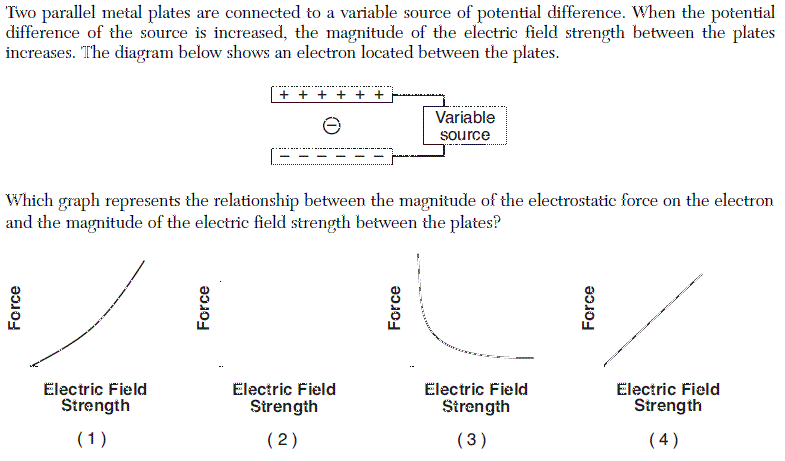 Two parallel metal plates are connected to a variable source of potential difference. When the potential
difference of the source is increased, the magnitude of the electric field strength between the plates
increases. The diagram below shows an electron located between the plates.
+ + + + + +
−
Variable
source
− − − − − −
Which graph represents the relationship between the magnitude of the electrostatic force on the electron
and the magnitude of the electric field strength between the plates?
Force
Electric Field
Strength
(1)
Force
Electric Field
Strength
(2)
Force
Electric Field
Strength
(3)
Force
Electric Field
Strength
(4)